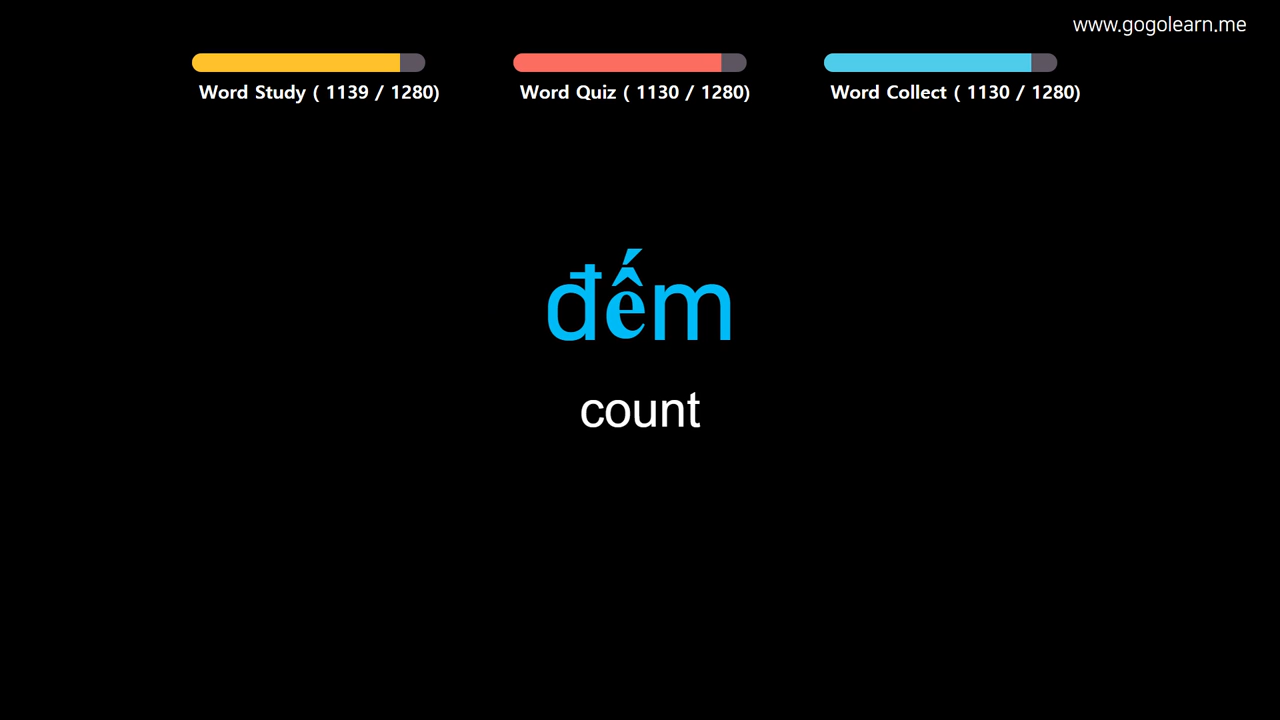 www.gogolearn.me
Word Study ( 1139 / 1280)
Word Quiz ( 1130 / 1280)
Word Collect ( 1130 / 1280)
đếm
count